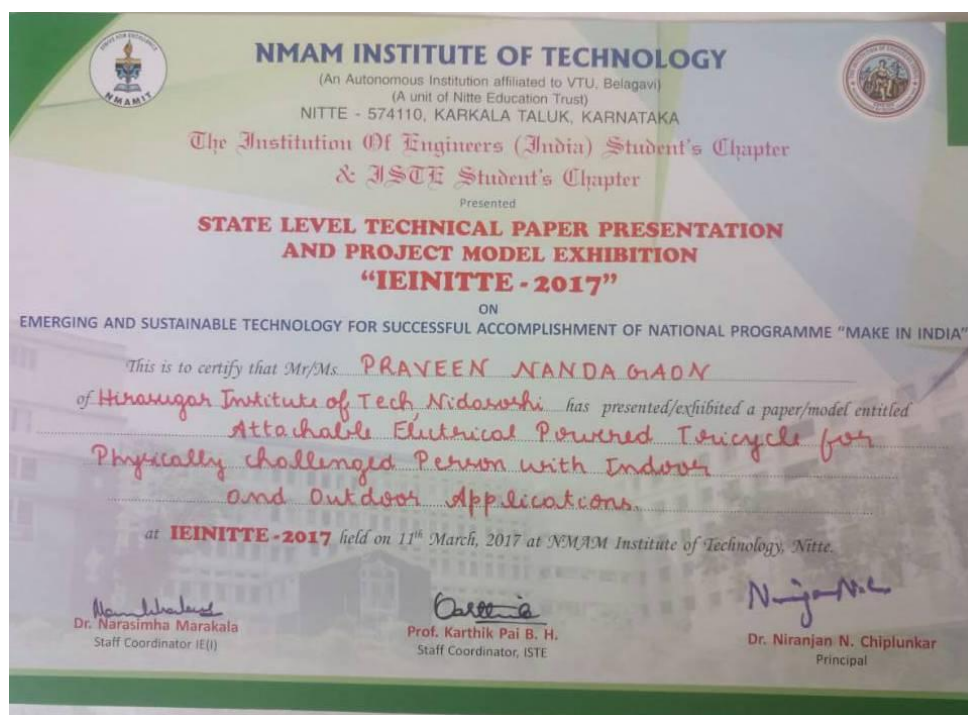 STRIVE FOR EXCELLENCE
NMAMIT
NMAM INSTITUTE OF TECHNOLOGY
(An Autonomous Institution affiliated to VTU, Belagavi)
(A unit of Nitte Education Trust)
NITTE - 574110, KARKALA TALUK, KARNATAKA
The Institution Of Engineers (India) Student's Chapter
& ISTE Student's Chapter
Presented
STATE LEVEL TECHNICAL PAPER PRESENTATION
AND PROJECT MODEL EXHIBITION
“IEINITTE - 2017”
ON
EMERGING AND SUSTAINABLE TECHNOLOGY FOR SUCCESSFUL ACCOMPLISHMENT OF NATIONAL PROGRAMME “MAKE IN INDIA”
This is to certify that Mr/Ms. PRAVEEN NANDAGAON
of Hirasugar Institute of Tech, Nidasoshi has presented/exhibited a paper/model entitled
Attachable Electrical Powered Tricycle for
Physically challenged Person with Indoor
and Outdoor Applications.
at IEINITTE-2017 held on 11th March, 2017 at NMAM Institute of Technology, Nitte.
Dr. Narasimha Marakala
Staff Coordinator IE(I)
Prof. Karthik Pai B. H.
Staff Coordinator, ISTE
Dr. Niranjan N. Chiplunkar
Principal